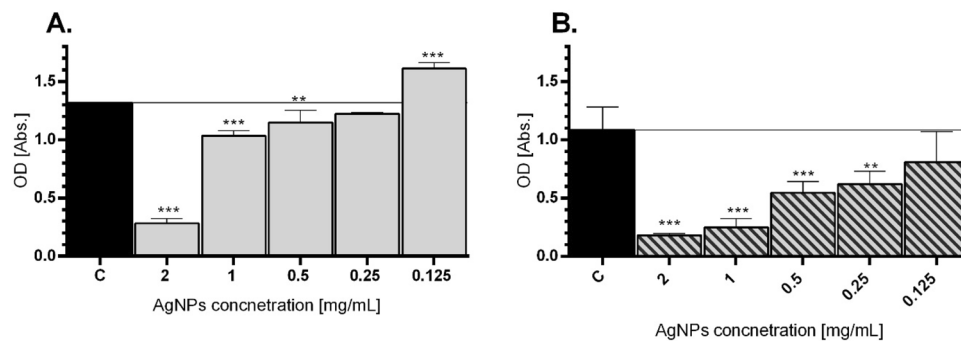 A.
OD [Abs.]
1.5
1.0
0.5
0.0
***
***
**
***
C 2 1 0.5 0.25 0.125
AgNPs concnetration [mg/mL]
B.
OD [Abs.]
1.5
1.0
0.5
0.0
***
***
***
**
C 2 1 0.5 0.25 0.125
AgNPs concnetration [mg/mL]